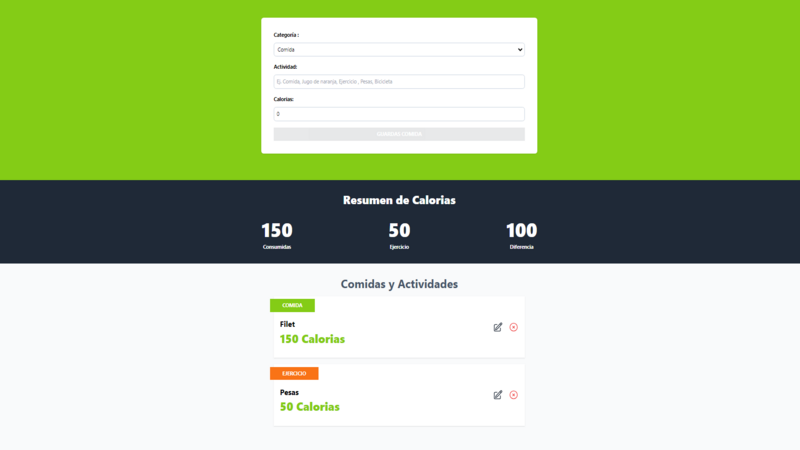 Categoría :
Comida
Actividad:
Ej. Comida, Jugo de naranja, Ejercicio , Pesas, Bicicleta
Calorias:
0
GUARDAR COMIDA
Resumen de Calorias
150 50 100
Consumidas Ejercicio Diferencia
Comidas y Actividades
COMIDA
Filet
150 Calorias
EJERCICIO
Pesas
50 Calorias